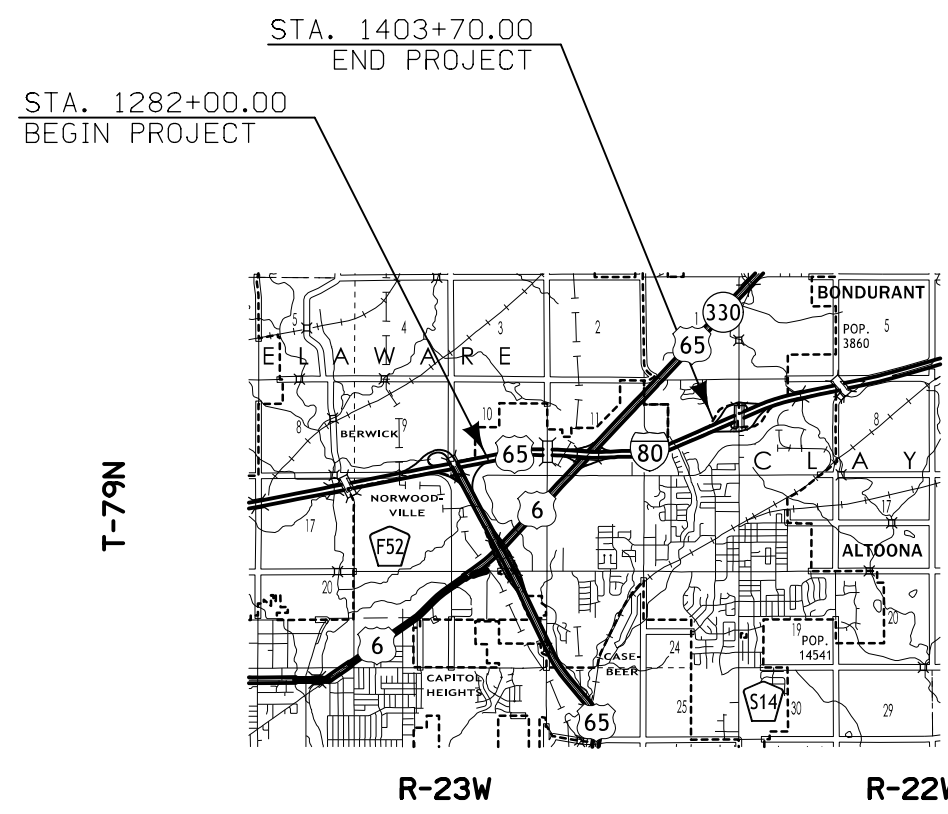 STA. 1403+70.00
END PROJECT
STA. 1282+00.00
BEGIN PROJECT
330
BONDURANT
5
4
3
2
1
5
POP.
3860
65
E L A W A R E
8
9
10
11
8
BERWICK
65
80
C L A Y
T-79N
NORWOOD-
VILLE
6
17
17
F52
ALTOONA
20
20
6
19
POP.
14541
24
CASE-
BEER
CAPITOL
HEIGHTS
65
25
S14
30
29
R-23W
R-22W